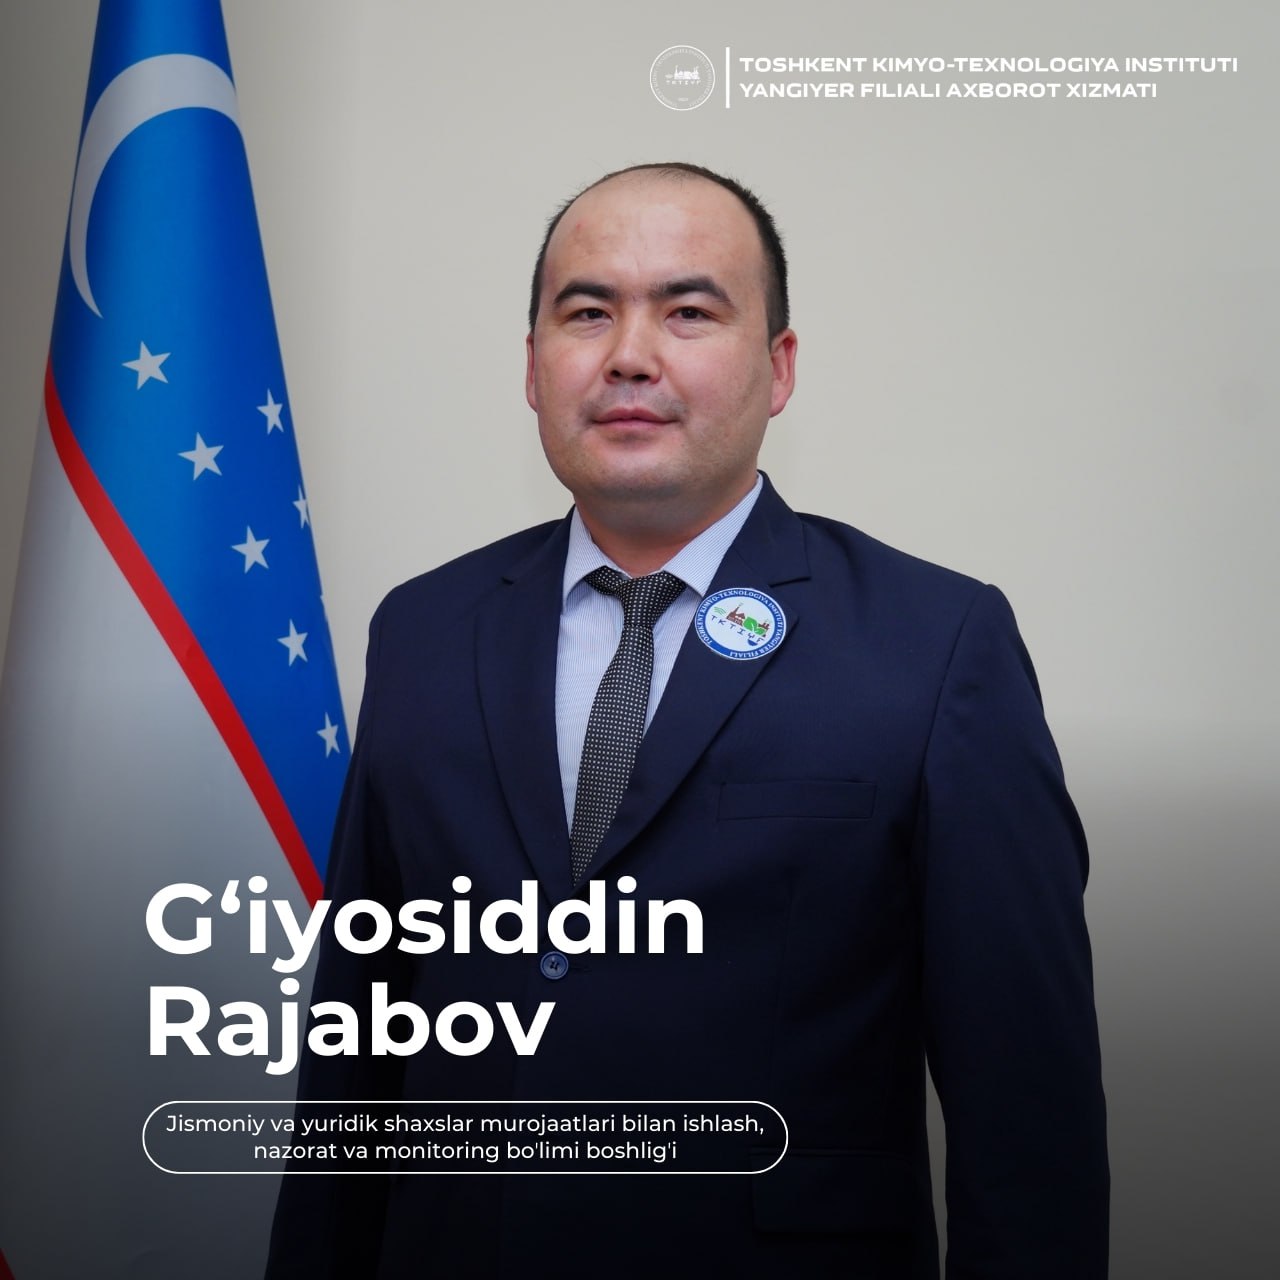 TOSHKENT KIMYO-TEXNOLOGIYA INSTITUTI
YANGIYER FILIALI AXBOROT XIZMATI
TOSHKENT KIMYO-TEXNOLOGIYA INSTITUTI YANGIYER FILIALI
TKTIYF
G‘iyosiddin
Rajabov
Jismoniy va yuridik shaxslar murojaatlari bilan ishlash,
nazorat va monitoring bo'limi boshlig'i